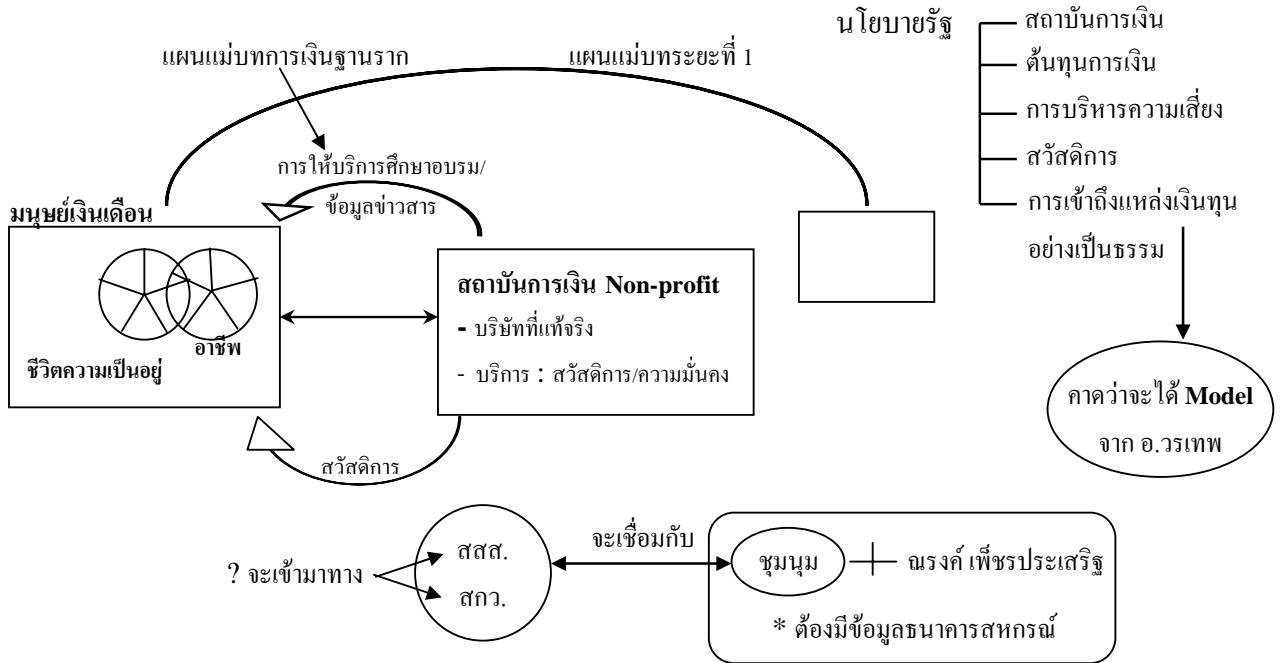 นโยบายรัฐ
สถาบันการเงิน
ต้นทุนการเงิน
การบริหารความเสี่ยง
สวัสดิการ
การเข้าถึงแหล่งเงินทุน
อย่างเป็นธรรม
แผนแม่บทการเงินฐานราก
แผนแม่บทระยะที่ 1
การให้บริการศึกษาอบรม/
ข้อมูลข่าวสาร
มนุษย์เงินเดือน
อาชีพ
ชีวิตความเป็นอยู่
สถาบันการเงิน Non-profit
- บริษัทที่แท้จริง
- บริการ : สวัสดิการ/ความมั่นคง
สวัสดิการ
คาดว่าจะได้ Model
จาก อ.วรเทพ
? จะเข้ามาทาง
สสส.
สกว.
จะเชื่อมกับ
ชุมนุม
ณรงค์ เพ็ชรประเสริฐ
* ต้องมีข้อมูลธนาคารสหกรณ์